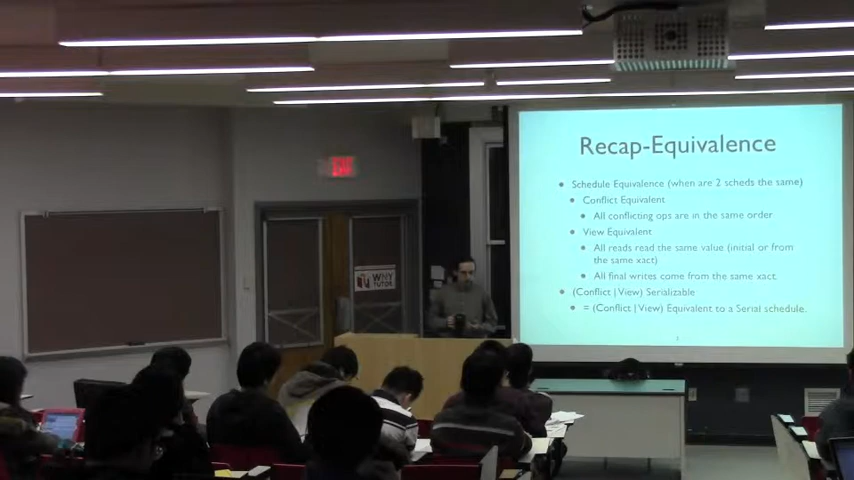 EXIT
WNY
TUTOR
Recap-Equivalence
• Schedule Equivalence (when are 2 scheds the same)
• Conflict Equivalent
• All conflicting ops are in the same order
• View Equivalent
• All reads read the same value (initial or from
the same xact)
• All final writes come from the same xact.
• (Conflict|View) Serializable
• = (Conflict|View) Equivalent to a Serial schedule.